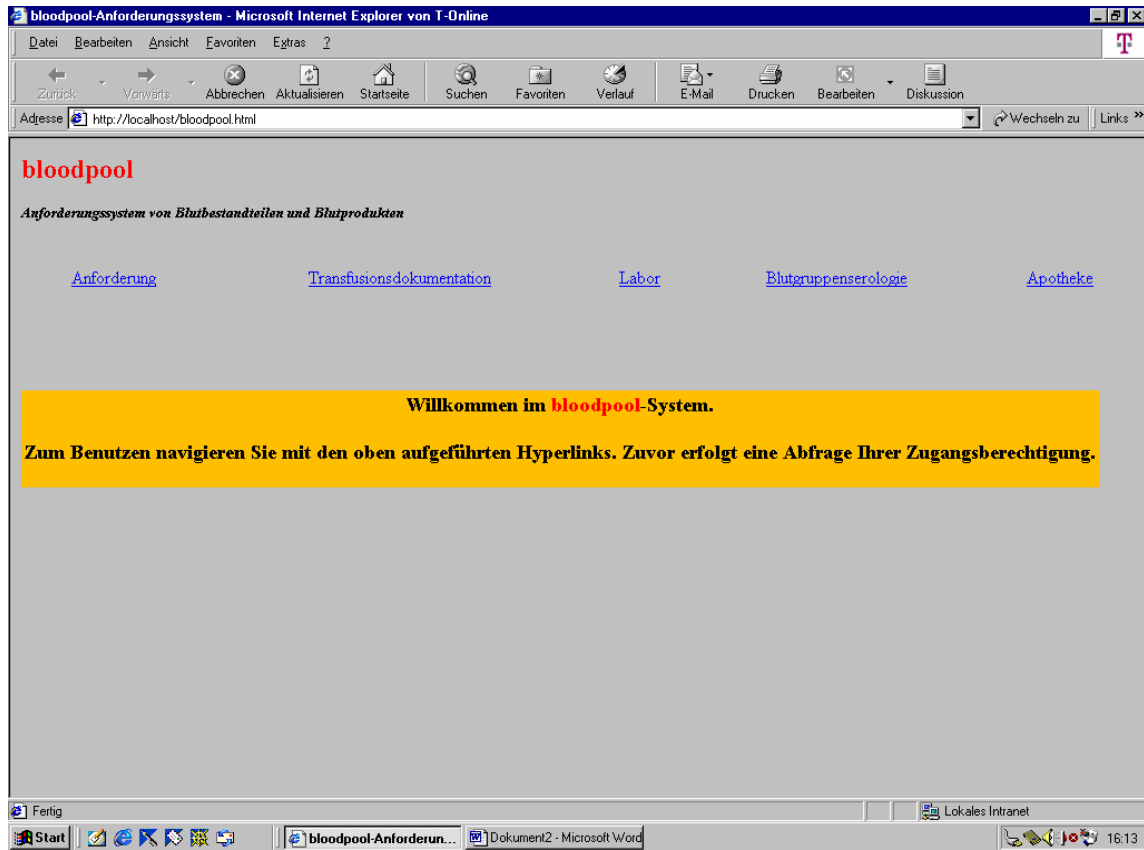 bloodpool-Anforderungssystem - Microsoft Internet Explorer von T-Online
Datei Bearbeiten Ansicht Favoriten Extras ?
T
Zurück Vorwärts Abbrechen Aktualisieren Startseite Suchen Favoriten Verlauf E-Mail Drucken Bearbeiten Diskussion
Adresse http://localhost/bloodpool.html Wechseln zu Links »
bloodpool
Anforderungssystem von Blutbestandteilen und Blutprodukten
Anforderung Transfusionsdokumentation Labor Blutgruppenserologie Apotheke
Willkommen im bloodpool-System.
Zum Benutzen navigieren Sie mit den oben aufgeführten Hyperlinks. Zuvor erfolgt eine Abfrage Ihrer Zugangsberechtigung.
Fertig Lokales Intranet
Start bloodpool-Anforderun... Dokument2 - Microsoft Word 16:13